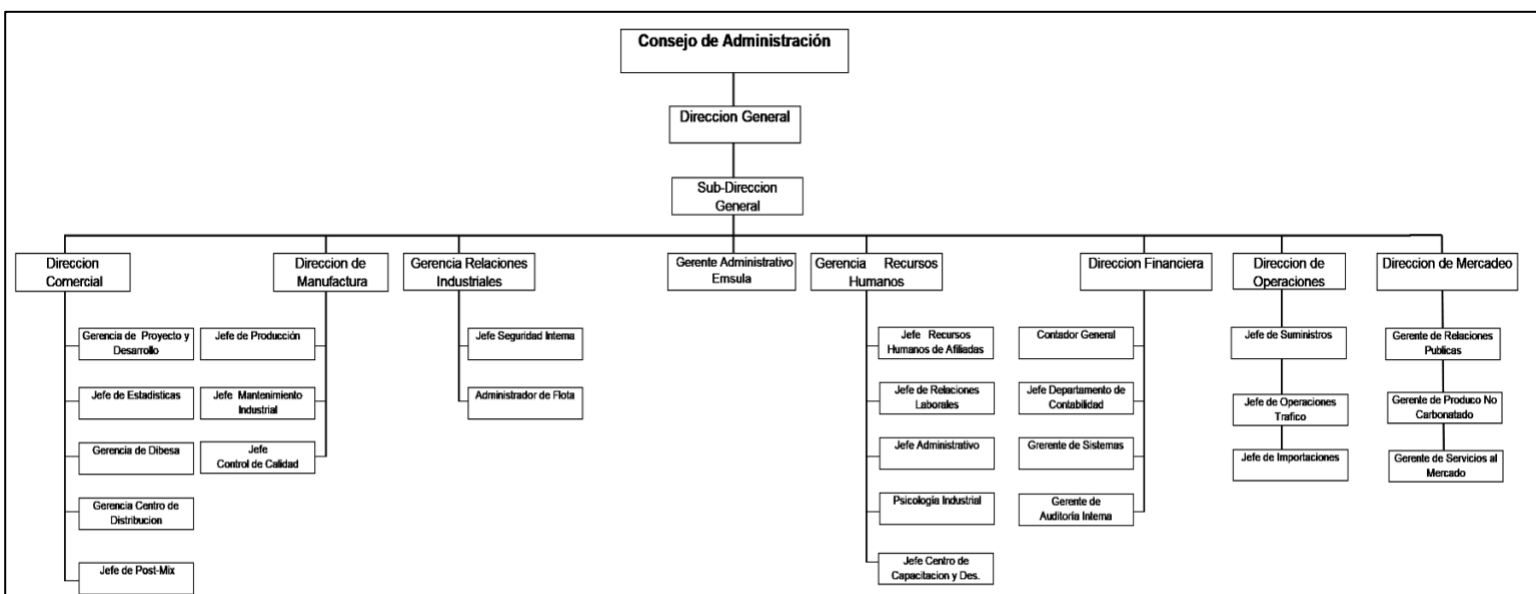 Consejo de Administración
Direccion General
Sub-Direccion
General
Direccion
Comercial
Direccion de
Manufactura
Gerencia Relaciones
Industriales
Gerente Administrativo
Emsula
Gerencia Recursos
Humanos
Direccion Financiera
Direccion de
Operaciones
Direccion de Mercadeo
Gerencia de Proyecto y
Desarrollo
Jefe de Estadisticas
Gerencia de Dibesa
Gerencia Centro de
Distribucion
Jefe de Post-Mix
Jefe de Producción
Jefe Mantenimiento
Industrial
Jefe
Control de Calidad
Jefe Seguridad Interna
Administrador de Flota
Jefe Recursos
Humanos de Afiliadas
Jefe de Relaciones
Laborales
Jefe Administrativo
Psicología Industrial
Jefe Centro de
Capacitacion y Des.
Contador General
Jefe Departamento de
Contabilidad
Grerente de Sistemas
Gerente de
Auditoría Interna
Jefe de Suministros
Jefe de Operaciones
Trafico
Jefe de Importaciones
Gerente de Relaciones
Publicas
Gerente de Produco No
Carbonatado
Gerente de Servicios al
Mercado